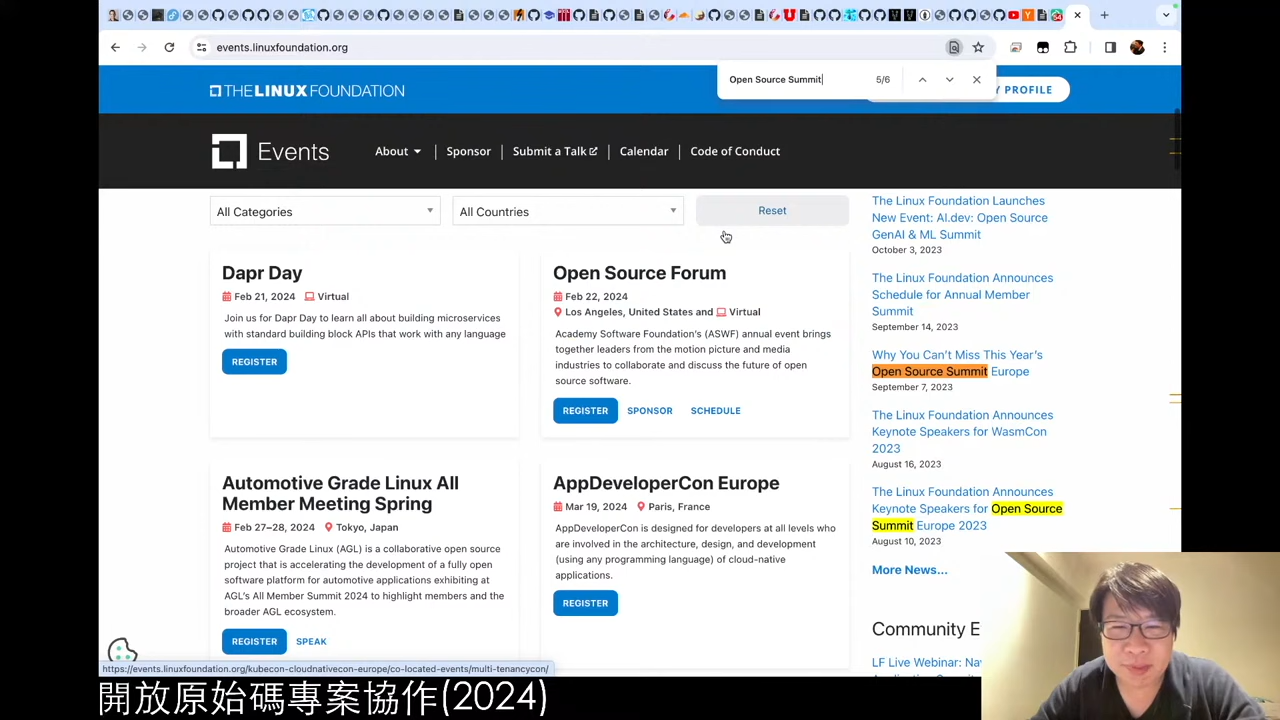 events.linuxfoundation.org
Open Source Summit
5/6
THE LINUX FOUNDATION
Y PROFILE
Events
About
Sponsor
Submit a Talk
Calendar
Code of Conduct
All Categories
All Countries
Reset
Dapr Day
Feb 21, 2024 Virtual
Join us for Dapr Day to learn all about building microservices
with standard building block APIs that work with any language
REGISTER
Open Source Forum
Feb 22, 2024
Los Angeles, United States and Virtual
Academy Software Foundation's (ASWF) annual event brings
together leaders from the motion picture and media
industries to collaborate and discuss the future of open
source software.
REGISTER SPONSOR SCHEDULE
Automotive Grade Linux All
Member Meeting Spring
Feb 27–28, 2024 Tokyo, Japan
Automotive Grade Linux (AGL) is a collaborative open source
project that is accelerating the development of a fully open
software platform for automotive applications exhibiting at
AGL's All Member Summit 2024 to highlight members and the
broader AGL ecosystem.
REGISTER SPEAK
AppDeveloperCon Europe
Mar 19, 2024 Paris, France
AppDeveloperCon is designed for developers at all levels who
are involved in the architecture, design, and development
(using any programming language) of cloud-native
applications.
REGISTER
The Linux Foundation Launches
New Event: AI.dev: Open Source
GenAI & ML Summit
October 3, 2023
The Linux Foundation Announces
Schedule for Annual Member
Summit
September 14, 2023
Why You Can't Miss This Year's
Open Source Summit Europe
September 7, 2023
The Linux Foundation Announces
Keynote Speakers for WasmCon
2023
August 16, 2023
The Linux Foundation Announces
Keynote Speakers for Open Source
Summit Europe 2023
August 10, 2023
More News...
Community E
LF Live Webinar: Nav
https://events.linuxfoundation.org/kubecon-cloudnativecon-europe/co-located-events/multi-tenancycon/
開放原始碼專案協作(2024)